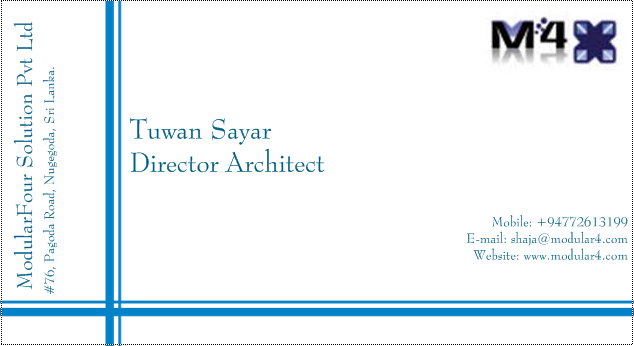 ModularFour Solution Pvt Ltd
#76, Pagoda Road, Nugegoda, Sri Lanka.
M4
Tuwan Sayar
Director Architect
Mobile: +94772613199
E-mail: shaja@modular4.com
Website: www.modular4.com